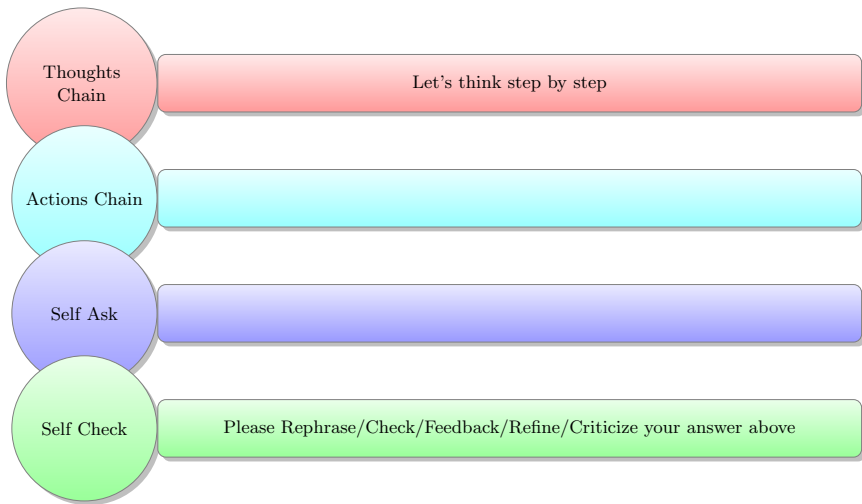 Thoughts
Chain
Let's think step by step
Actions Chain
Self Ask
Self Check
Please Rephrase/Check/Feedback/Refine/Criticize your answer above